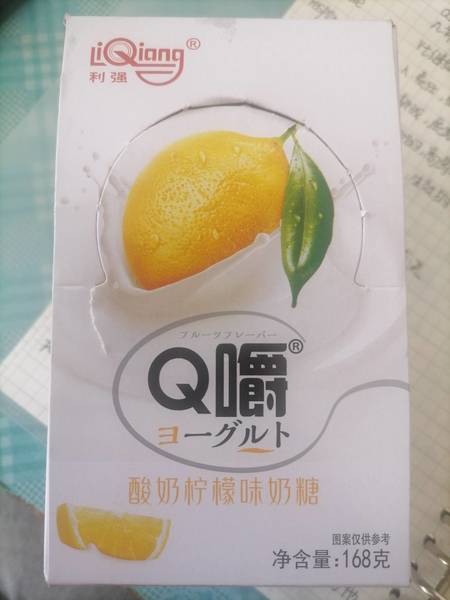 LiQiang®
利强
フルーツフレーバー
Q嚼®
ヨーグルト
酸奶柠檬味奶糖
图案仅供参考
净含量:168克